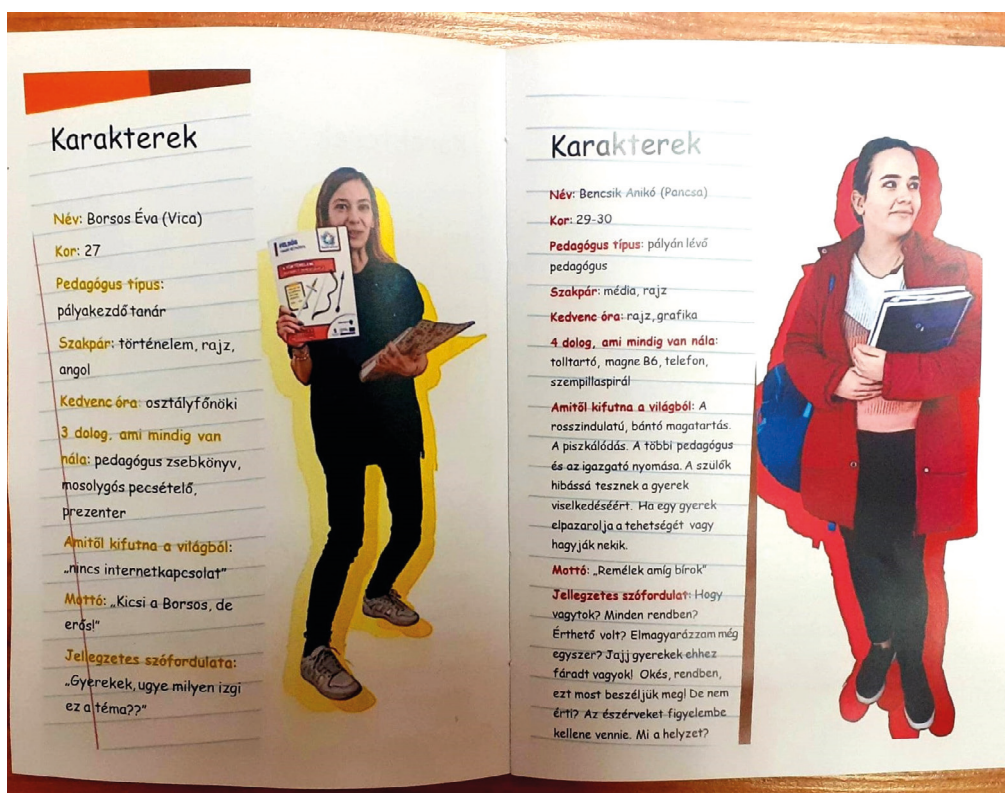 Karakterek
Név: Borsos Éva (Vica)
Kor: 27
Pedagógus típus:
pályakezdő tanár
Szakpár: történelem, rajz,
angol
Kedvenc óra: osztályfőnöki
3 dolog, ami mindig van
nála: pedagógus zsebkönyv,
mosolygós pecsételő,
prezenter
Amitől kifutna a világból:
„nincs internetkapcsolat"
Mottó: „Kicsi a Borsos, de
erős!"
Jellegzetes szófordulata:
„Gyerekek, ugye milyen izgi
ez a téma??"
Karakterek
Név: Bencsik Anikó (Pancsa)
Kor: 29-30
Pedagógus típus: pályán lévő
pedagógus
Szakpár: média, rajz
Kedvenc óra: rajz,grafika
4 dolog, ami mindig van nála:
tolltartó, magne B6, telefon,
szempillaspirál
Amitől kifutna a világból: A
rosszindulatú, bántó magatartás.
A piszkálódás. A többi pedagógus
és az igazgató nyomása. A szülők
hibássá tesznek a gyerek
viselkedéséért. Ha egy gyerek
elpazarolja a tehetségét vagy
hagyják nekik.
Mottó: „Remélek amíg bírok"
Jellegzetes szófordulat: Hogy
vagytok? Minden rendben?
Érthető volt? Elmagyarázzam még
egyszer? Jajj gyerekek ehhez
fáradt vagyok! Okés, rendben,
ezt most beszéljük meg! De nem
érti? Az észérveket figyelembe
kellene vennie. Mi a helyzet?